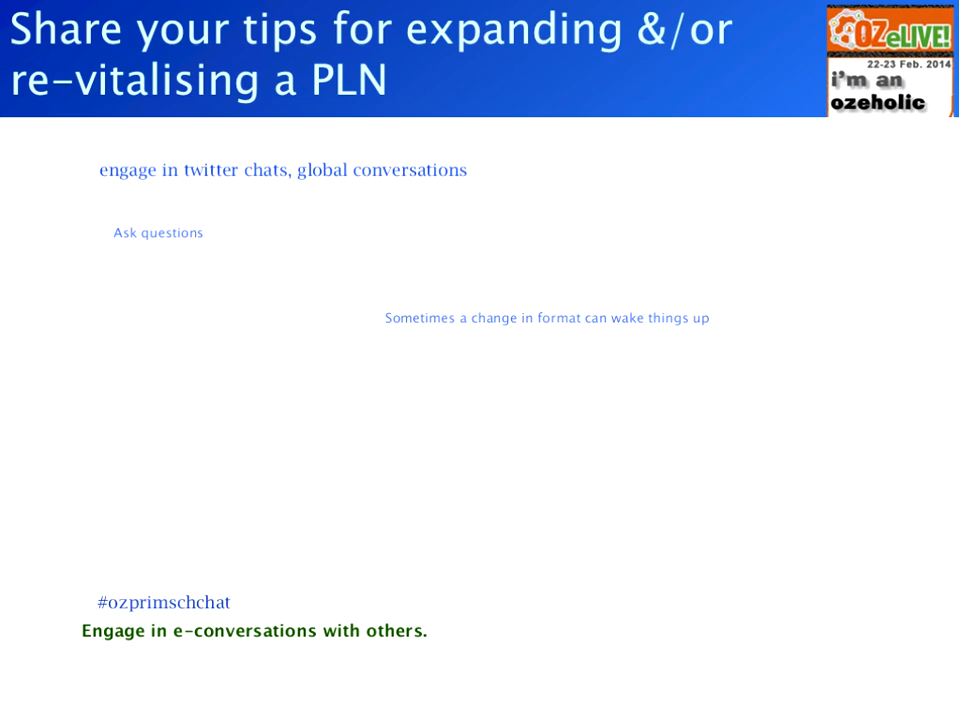 Share your tips for expanding &/or
re-vitalising a PLN
OZeLIVE!
22-23 Feb. 2014
i'm an
ozeholic
engage in twitter chats, global conversations
Ask questions
Sometimes a change in format can wake things up
#ozprimschchat
Engage in e-conversations with others.